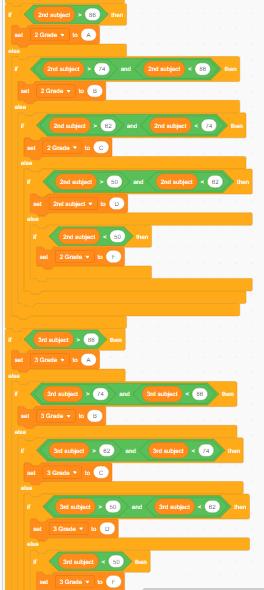 if 2nd subject > 86 then
set 2 Grade to A
else
if 2nd subject > 74 and 2nd subject < 86 then
set 2 Grade to B
else
if 2nd subject > 62 and 2nd subject < 74 then
set 2 Grade to C
else
if 2nd subject > 50 and 2nd subject < 62 then
set 2nd subject to D
else
if 2nd subject < 50 then
set 2 Grade to F
if 3rd subject > 86 then
set 3 Grade to A
else
if 3rd subject > 74 and 3rd subject < 86 then
set 3 Grade to B
else
if 3rd subject > 62 and 3rd subject < 74 then
set 3 Grade to C
else
if 3rd subject > 50 and 3rd subject < 62 then
set 3 Grade to D
else
if 3rd subject < 50 then
set 3 Grade to F